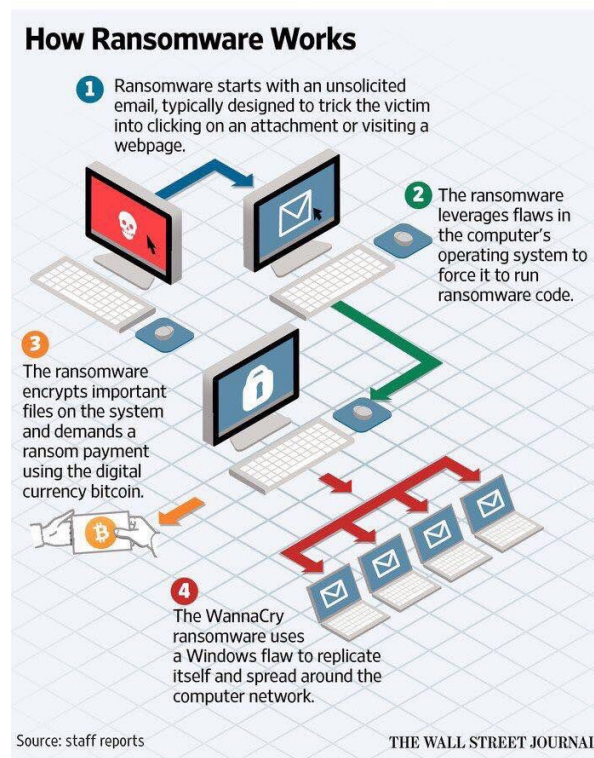 How Ransomware Works
1
Ransomware starts with an unsolicited
email, typically designed to trick the victim
into clicking on an attachment or visiting a
webpage.
2
The ransomware
leverages flaws in
the computer's
operating system to
force it to run
ransomware code.
3
The ransomware
encrypts important
files on the system
and demands a
ransom payment
using the digital
currency bitcoin.
4
The WannaCry
ransomware uses
a Windows flaw to replicate
itself and spread around the
computer network.
Source: staff reports
THE WALL STREET JOURNAL